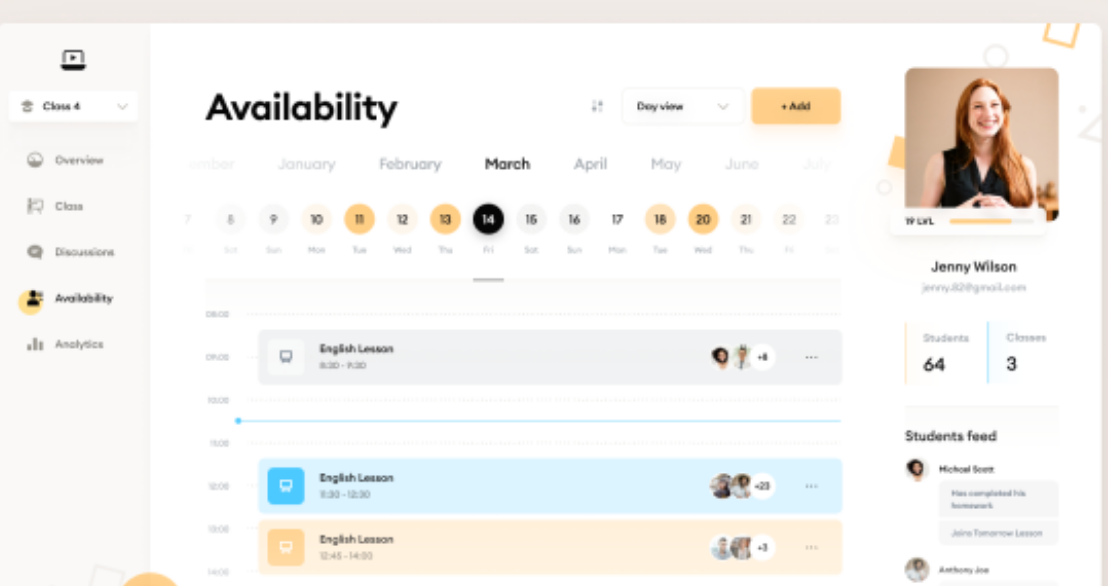 Class 4
Overview
Class
Discussions
Availability
Analytics
Availability
Day view
+ Add
January February March April May June July
7 8 9 10 11 12 13 14 15 16 17 18 20 21 22 23
Sat Sun Mon Tue Wed Thu Fri Sat Sun Mon Tue Wed Thu Fri
08:00
09:00
English Lesson
8:30 - 9:30
+8
10:00
11:00
12:00
English Lesson
11:30 - 12:30
+23
13:00
English Lesson
12:45 - 14:00
+3
14:00
19 LVL
Jenny Wilson
jenny.82@gmail.com
Students Classes
64 3
Students feed
Michael Scott
Has completed his
homework
Joins Tomorrow Lesson
Anthony Joe